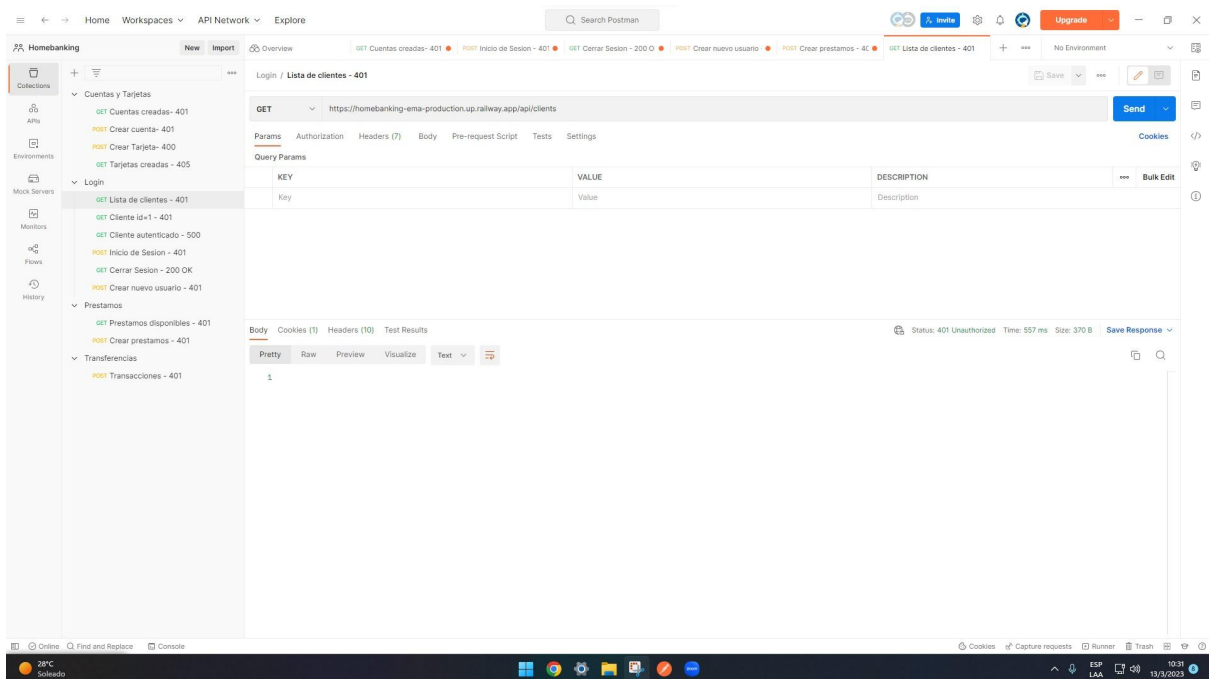 Home Workspaces API Network Explore Search Postman Invite Upgrade
Homebanking New Import Overview GET Cuentas creadas- 401 POST Inicio de Sesion - 401 GET Cerrar Sesion - 200 O POST Crear nuevo usuario - POST Crear prestamos - 40 GET Lista de clientes - 401 No Environment
Collections
APIs
Environments
Mock Servers
Monitors
Flows
History
Cuentas y Tarjetas
GET Cuentas creadas- 401
POST Crear cuenta- 401
POST Crear Tarjeta- 400
GET Tarjetas creadas - 405
Login
GET Lista de clientes - 401
GET Cliente id=1 - 401
GET Cliente autenticado - 500
POST Inicio de Sesion - 401
GET Cerrar Sesion - 200 OK
POST Crear nuevo usuario - 401
Prestamos
GET Prestamos disponibles - 401
POST Crear prestamos - 401
Transferencias
POST Transacciones - 401
Login / Lista de clientes - 401 Save
GET https://homebanking-ema-production.up.railway.app/api/clients Send
Params Authorization Headers (7) Body Pre-request Script Tests Settings Cookies
Query Params
KEY VALUE DESCRIPTION Bulk Edit
Key Value Description
Body Cookies (1) Headers (10) Test Results Status: 401 Unauthorized Time: 557 ms Size: 370 B Save Response
Pretty Raw Preview Visualize Text
1
Online Find and Replace Console Cookies Capture requests Runner Trash
28°C
Soleado
zoom
ESP
LAA
10:31
13/3/2023